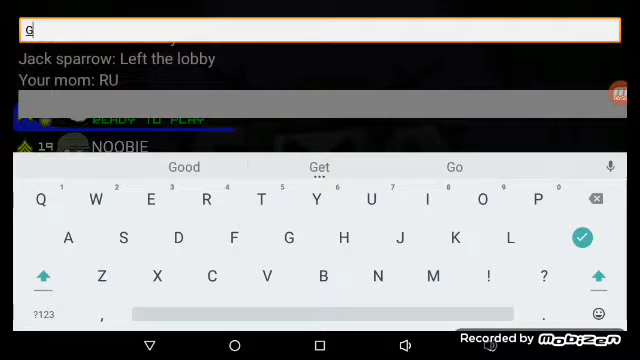 G
Jack sparrow: Left the lobby
Your mom: RU
READY TO PLAY
19 NOOBIE
Good Get Go
1 2 3 4 5 6 7 8 9 0
Q W E R T Y U I O P
A S D F G H J K L
Z X C V B N M ! ?
?123 , .
Recorded by MOBIZEN